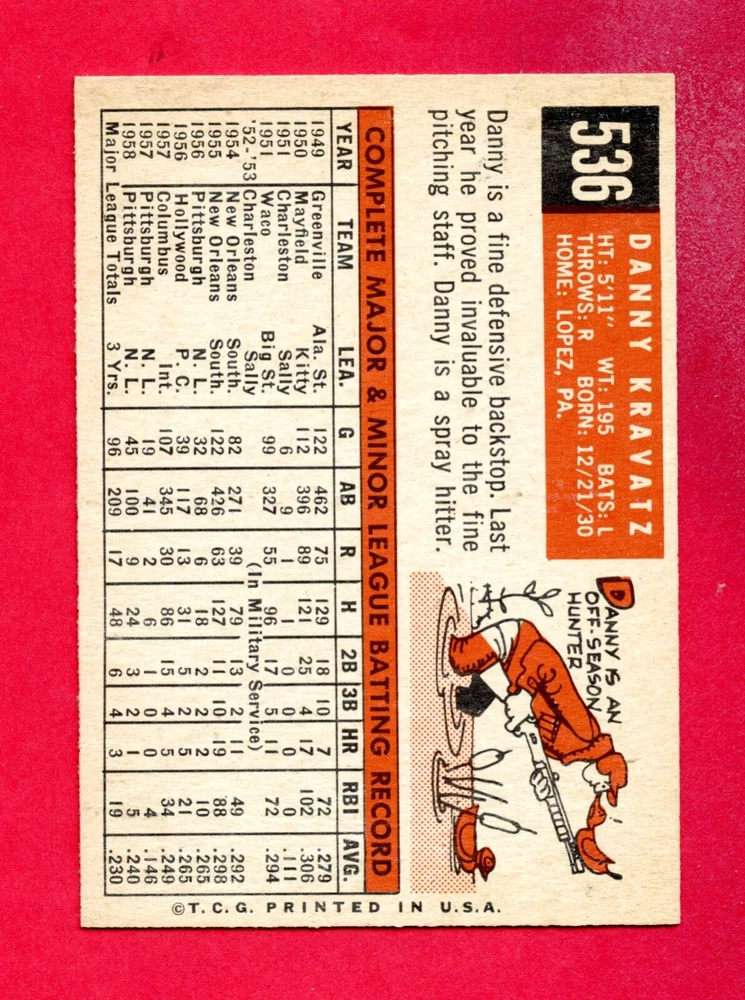 536
DANNY KRAVATZ
HT: 5'11" WT: 195 BATS: L
THROWS: R BORN: 12/21/30
HOME: LOPEZ, PA.
Danny is a fine defensive backstop. Last
year he proved invaluable to the fine
pitching staff. Danny is a spray hitter.
DANNY IS AN
OFF-SEASON
HUNTER
COMPLETE MAJOR & MINOR LEAGUE BATTING RECORD
YEAR TEAM LEA. G AB R H 2B 3B HR RBI AVG.
1949 Greenville Ala. St. 122 462 75 129 18 10 7 72 .279
1950 Mayfield Kitty 112 396 89 121 25 4 17 102 .306
1951 Charleston Sally 6 9 1 1 0 0 0 0 .111
1951 Waco Big St. 99 327 55 96 17 5 11 72 .294
'52-'53 Charleston Sally (In Military Service)
1954 New Orleans South. 82 271 39 79 13 2 11 49 .292
1955 New Orleans South. 122 426 63 127 11 10 19 88 .298
1956 Pittsburgh N. L. 32 68 6 18 2 2 2 10 .265
1956 Hollywood P. C. 39 117 13 31 5 2 5 21 .265
1957 Columbus Int. 107 345 30 86 15 4 5 34 .249
1957 Pittsburgh N. L. 19 41 2 6 1 0 0 4 .146
1958 Pittsburgh N. L. 45 100 9 24 3 2 1 5 .240
Major League Totals 3 Yrs. 96 209 17 48 6 4 3 19 .230
©T.C.G. PRINTED IN U.S.A.